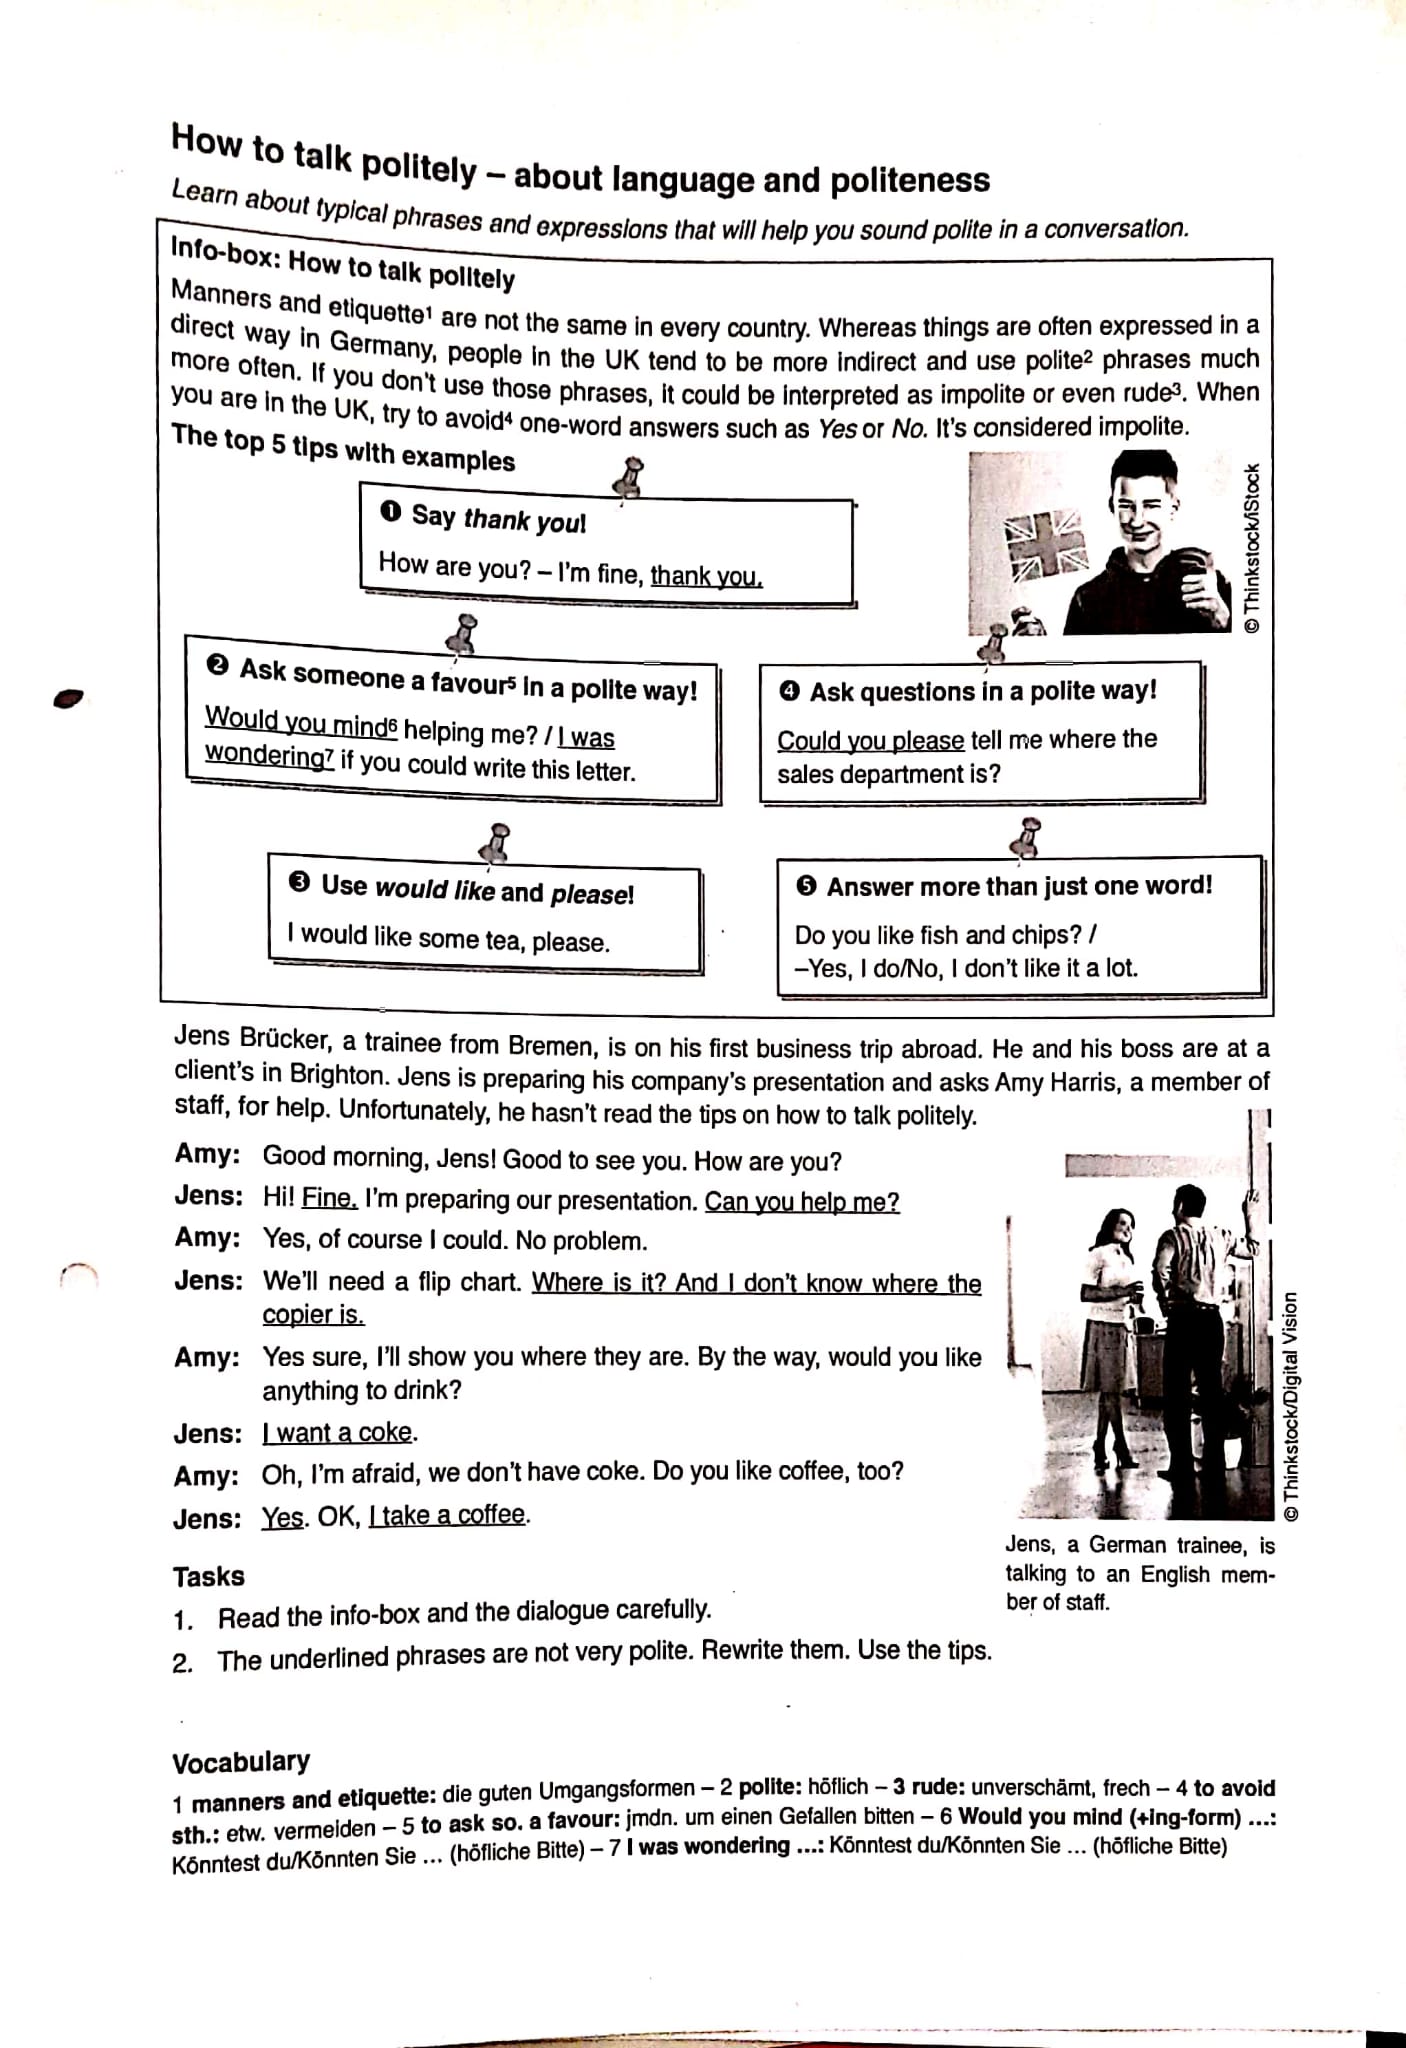 How to talk politely – about language and politeness
Learn about typical phrases and expressions that will help you sound polite in a conversation.
Info-box: How to talk politely
Manners and etiquette¹ are not the same in every country. Whereas things are often expressed in a
direct way in Germany, people in the UK tend to be more indirect and use polite² phrases much
more often. If you don't use those phrases, it could be interpreted as impolite or even rude³. When
you are in the UK, try to avoid⁴ one-word answers such as Yes or No. It's considered impolite.
The top 5 tips with examples
❶ Say thank you!
How are you? – I'm fine, thank you.
© Thinkstock/iStock
❷ Ask someone a favour⁵ in a polite way!
Would you mind⁶ helping me? / I was
wondering⁷ if you could write this letter.
❹ Ask questions in a polite way!
Could you please tell me where the
sales department is?
❸ Use would like and please!
I would like some tea, please.
❺ Answer more than just one word!
Do you like fish and chips? /
–Yes, I do/No, I don't like it a lot.
Jens Brücker, a trainee from Bremen, is on his first business trip abroad. He and his boss are at a
client's in Brighton. Jens is preparing his company's presentation and asks Amy Harris, a member of
staff, for help. Unfortunately, he hasn't read the tips on how to talk politely.
Amy: Good morning, Jens! Good to see you. How are you?
Jens: Hi! Fine. I'm preparing our presentation. Can you help me?
Amy: Yes, of course I could. No problem.
Jens: We'll need a flip chart. Where is it? And I don't know where the
copier is.
Amy: Yes sure, I'll show you where they are. By the way, would you like
anything to drink?
Jens: I want a coke.
Amy: Oh, I'm afraid, we don't have coke. Do you like coffee, too?
Jens: Yes. OK, I take a coffee.
© Thinkstock/Digital Vision
Jens, a German trainee, is
talking to an English mem-
ber of staff.
Tasks
1. Read the info-box and the dialogue carefully.
2. The underlined phrases are not very polite. Rewrite them. Use the tips.
Vocabulary
1 manners and etiquette: die guten Umgangsformen – 2 polite: höflich – 3 rude: unverschämt, frech – 4 to avoid
sth.: etw. vermeiden – 5 to ask so. a favour: jmdn. um einen Gefallen bitten – 6 Would you mind (+ing-form) ...:
Könntest du/Könnten Sie ... (höfliche Bitte) – 7 I was wondering ...: Könntest du/Könnten Sie ... (höfliche Bitte)